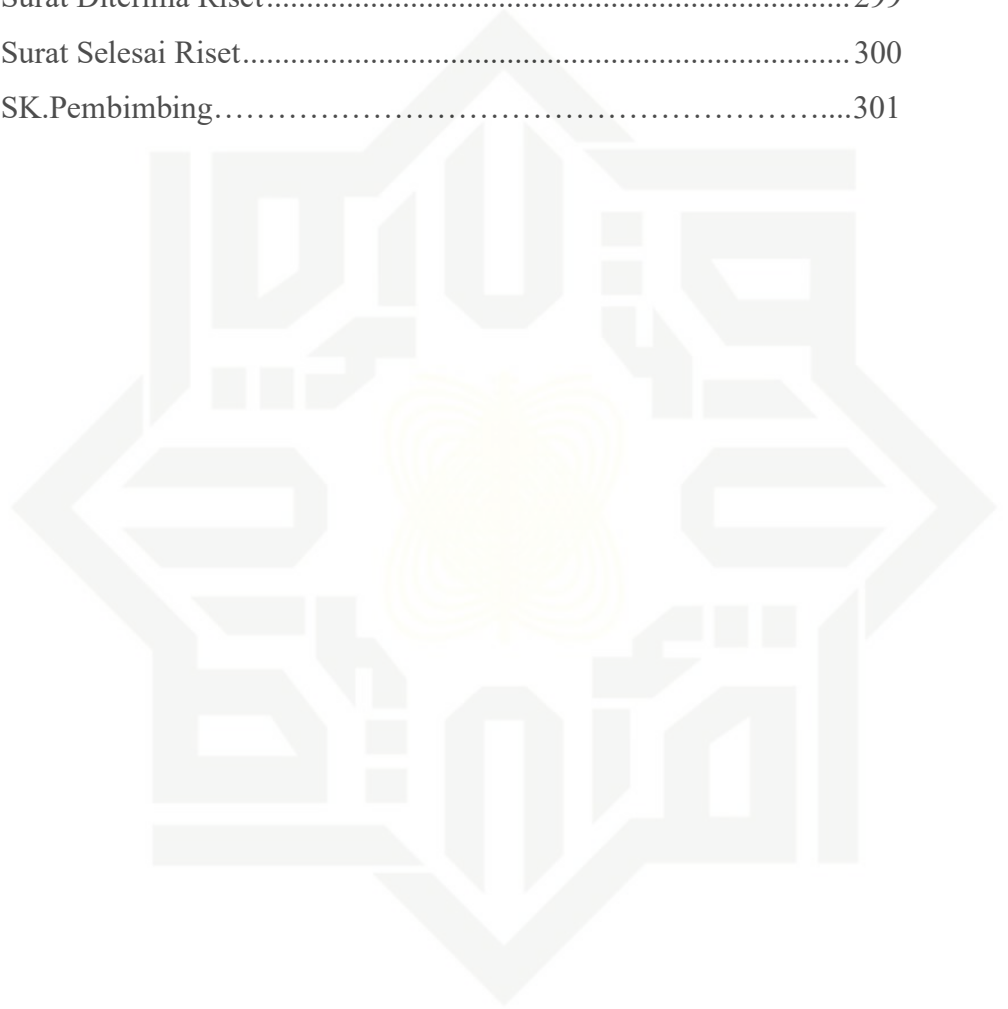 Surat Diterima Riset..............................................................................299
Surat Selesai Riset..............................................................................300
SK.Pembimbing……………………………………………………………....301